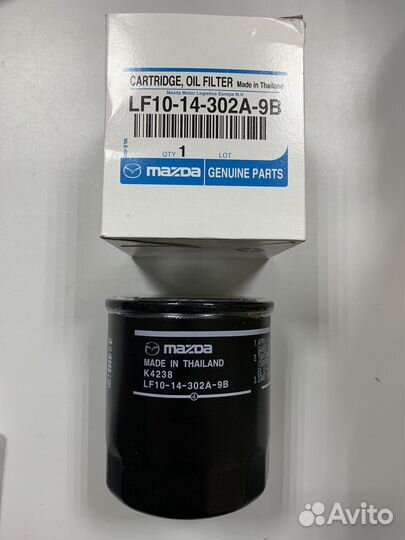 CARTRIDGE, OIL FILTER Made in Thailand
Mazda Motor Logistics Europe N.V.
LF10-14-302A-9B
QTY 1 LOT
mazda GENUINE PARTS
mazda
MADE IN THAILAND
K4238
LF10-14-302A-9B
4
Avito